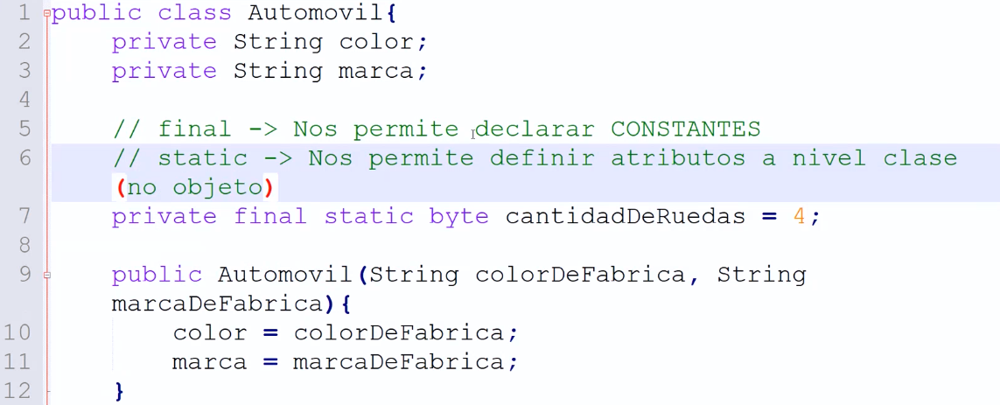 1 public class Automovil{
2 private String color;
3 private String marca;
4
5 // final -> Nos permite declarar CONSTANTES
6 // static -> Nos permite definir atributos a nivel clase
(no objeto)
7 private final static byte cantidadDeRuedas = 4;
8
9 public Automovil(String colorDeFabrica, String
marcaDeFabrica){
10 color = colorDeFabrica;
11 marca = marcaDeFabrica;
12 }